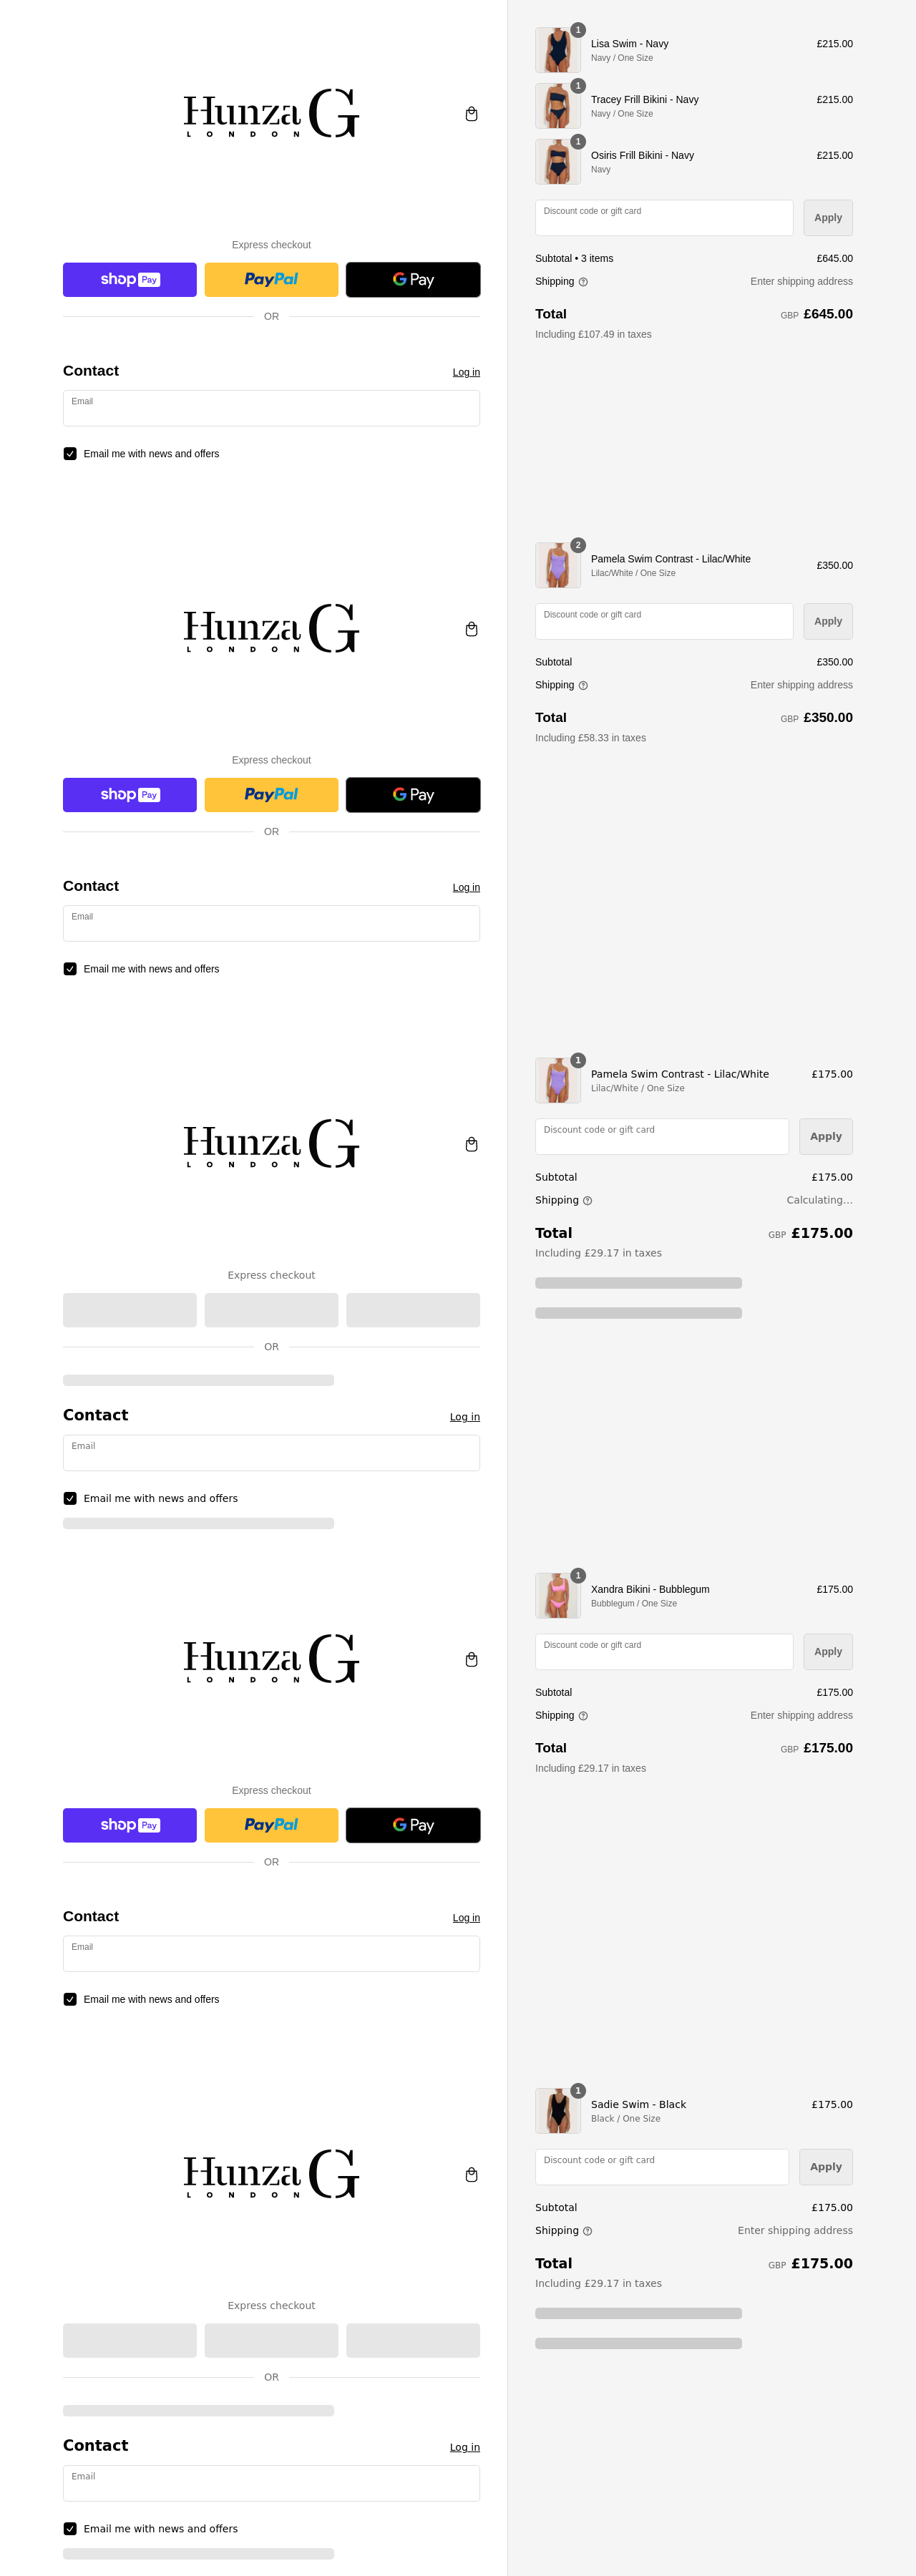 Hunza G
LONDON
Express checkout
shop Pay
PayPal
G Pay
OR
Contact
Log in
Email
Email me with news and offers
1
Lisa Swim - Navy
£215.00
Navy / One Size
1
Tracey Frill Bikini - Navy
£215.00
Navy / One Size
1
Osiris Frill Bikini - Navy
£215.00
Navy
Discount code or gift card
Apply
Subtotal • 3 items
£645.00
Shipping
Enter shipping address
Total
GBP £645.00
Including £107.49 in taxes
Hunza G
LONDON
Express checkout
shop Pay
PayPal
G Pay
OR
Contact
Log in
Email
Email me with news and offers
2
Pamela Swim Contrast - Lilac/White
Lilac/White / One Size
£350.00
Discount code or gift card
Apply
Subtotal
£350.00
Shipping
Enter shipping address
Total
GBP £350.00
Including £58.33 in taxes
Hunza G
LONDON
Express checkout
OR
Contact
Log in
Email
Email me with news and offers
1
Pamela Swim Contrast - Lilac/White
£175.00
Lilac/White / One Size
Discount code or gift card
Apply
Subtotal
£175.00
Shipping
Calculating...
Total
GBP £175.00
Including £29.17 in taxes
Hunza G
LONDON
Express checkout
shop Pay
PayPal
G Pay
OR
Contact
Log in
Email
Email me with news and offers
1
Xandra Bikini - Bubblegum
£175.00
Bubblegum / One Size
Discount code or gift card
Apply
Subtotal
£175.00
Shipping
Enter shipping address
Total
GBP £175.00
Including £29.17 in taxes
Hunza G
LONDON
Express checkout
OR
Contact
Log in
Email
Email me with news and offers
1
Sadie Swim - Black
£175.00
Black / One Size
Discount code or gift card
Apply
Subtotal
£175.00
Shipping
Enter shipping address
Total
GBP £175.00
Including £29.17 in taxes